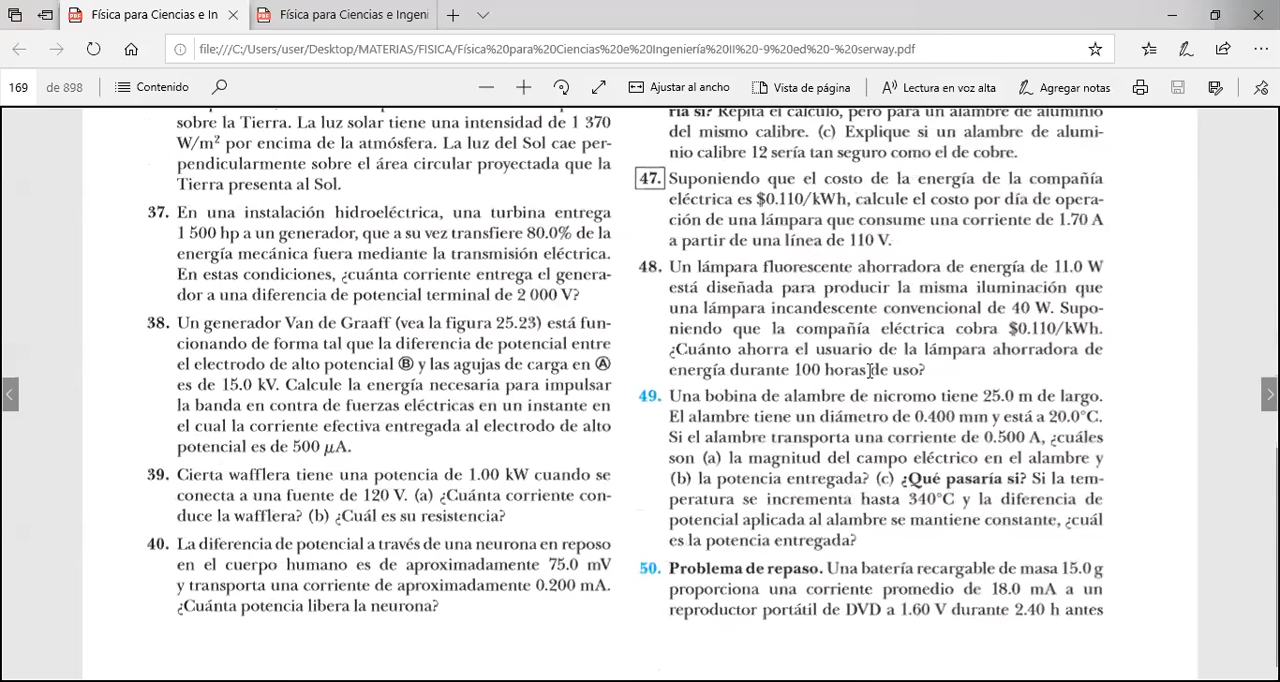 Física para Ciencias e In
Física para Ciencias e Ingeni
file:///C:/Users/user/Desktop/MATERIAS/FISICA/Física%20para%20Ciencias%20e%20Ingeniería%20II%20-9%20ed%20-%20serway.pdf
169 de 898 Contenido Ajustar al ancho Vista de página Lectura en voz alta Agregar notas
sobre la Tierra. La luz solar tiene una intensidad de 1 370
W/m² por encima de la atmósfera. La luz del Sol cae per-
pendicularmente sobre el área circular proyectada que la
Tierra presenta al Sol.
37. En una instalación hidroeléctrica, una turbina entrega
1 500 hp a un generador, que a su vez transfiere 80.0% de la
energía mecánica fuera mediante la transmisión eléctrica.
En estas condiciones, ¿cuánta corriente entrega el genera-
dor a una diferencia de potencial terminal de 2 000 V?
38. Un generador Van de Graaff (vea la figura 25.23) está fun-
cionando de forma tal que la diferencia de potencial entre
el electrodo de alto potencial Ⓑ y las agujas de carga en Ⓐ
es de 15.0 kV. Calcule la energía necesaria para impulsar
la banda en contra de fuerzas eléctricas en un instante en
el cual la corriente efectiva entregada al electrodo de alto
potencial es de 500 μA.
39. Cierta wafflera tiene una potencia de 1.00 kW cuando se
conecta a una fuente de 120 V. (a) ¿Cuánta corriente con-
duce la wafflera? (b) ¿Cuál es su resistencia?
40. La diferencia de potencial a través de una neurona en reposo
en el cuerpo humano es de aproximadamente 75.0 mV
y transporta una corriente de aproximadamente 0.200 mA.
¿Cuánta potencia libera la neurona?
ría si? Repita el cálculo, pero para un alambre de aluminio
del mismo calibre. (c) Explique si un alambre de alumi-
nio calibre 12 sería tan seguro como el de cobre.
47. Suponiendo que el costo de la energía de la compañía
eléctrica es $0.110/kWh, calcule el costo por día de opera-
ción de una lámpara que consume una corriente de 1.70 A
a partir de una línea de 110 V.
48. Un lámpara fluorescente ahorradora de energía de 11.0 W
está diseñada para producir la misma iluminación que
una lámpara incandescente convencional de 40 W. Supo-
niendo que la compañía eléctrica cobra $0.110/kWh.
¿Cuánto ahorra el usuario de la lámpara ahorradora de
energía durante 100 horas de uso?
49. Una bobina de alambre de nicromo tiene 25.0 m de largo.
El alambre tiene un diámetro de 0.400 mm y está a 20.0°C.
Si el alambre transporta una corriente de 0.500 A, ¿cuáles
son (a) la magnitud del campo eléctrico en el alambre y
(b) la potencia entregada? (c) ¿Qué pasaría si? Si la tem-
peratura se incrementa hasta 340°C y la diferencia de
potencial aplicada al alambre se mantiene constante, ¿cuál
es la potencia entregada?
50. Problema de repaso. Una batería recargable de masa 15.0 g
proporciona una corriente promedio de 18.0 mA a un
reproductor portátil de DVD a 1.60 V durante 2.40 h antes